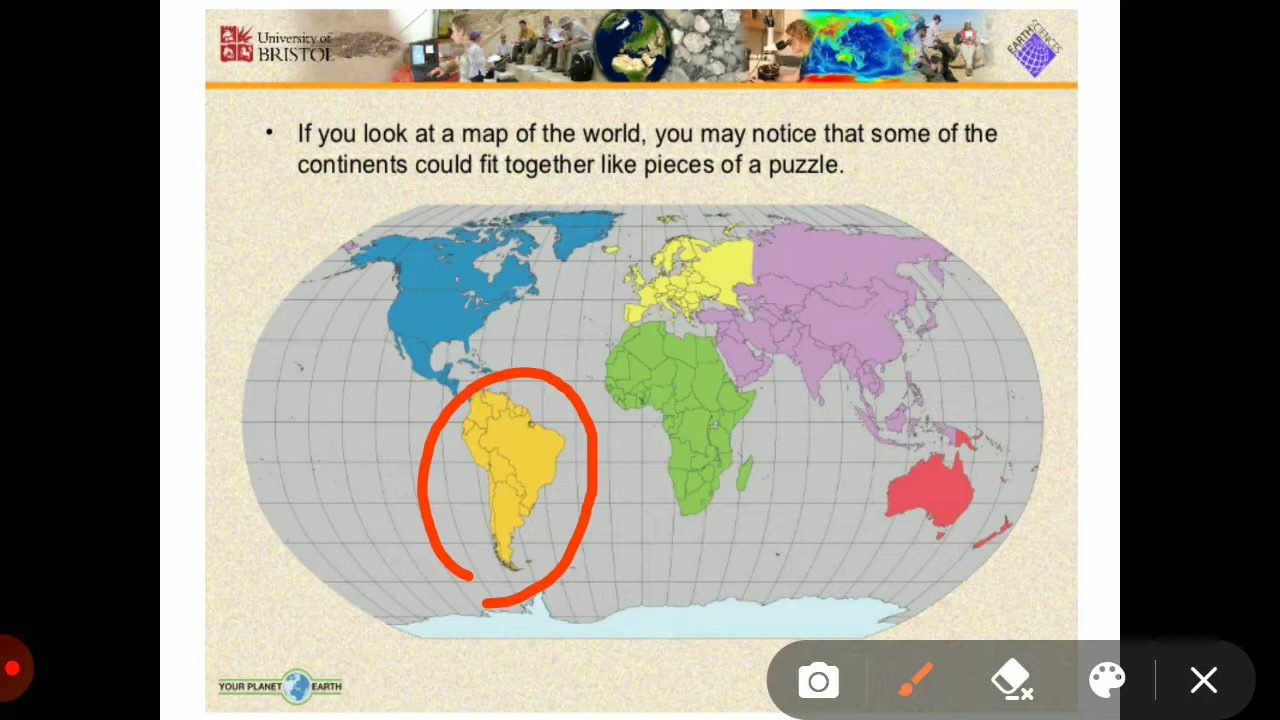 University of
BRISTOL
EARTH SCIENCES
• If you look at a map of the world, you may notice that some of the
continents could fit together like pieces of a puzzle.
YOUR PLANET EARTH